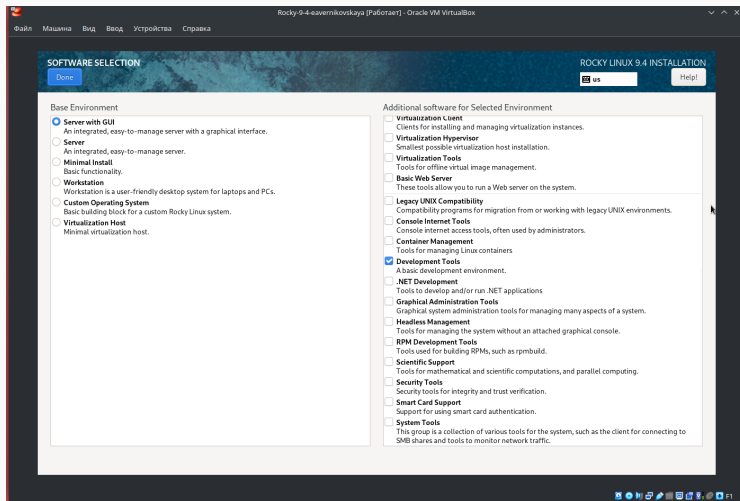 Rocky-9-4-eavernikovskaya [Работает] - Oracle VM VirtualBox
Файл Машина Вид Ввод Устройства Справка
SOFTWARE SELECTION
ROCKY LINUX 9.4 INSTALLATION
Done
us
Help!
Base Environment
Server with GUI
An integrated, easy-to-manage server with a graphical interface.
Server
An integrated, easy-to-manage server.
Minimal Install
Basic functionality.
Workstation
Workstation is a user-friendly desktop system for laptops and PCs.
Custom Operating System
Basic building block for a custom Rocky Linux system.
Virtualization Host
Minimal virtualization host.
Additional software for Selected Environment
Virtualization Client
Clients for installing and managing virtualization instances.
Virtualization Hypervisor
Smallest possible virtualization host installation.
Virtualization Tools
Tools for offline virtual image management.
Basic Web Server
These tools allow you to run a Web server on the system.
Legacy UNIX Compatibility
Compatibility programs for migration from or working with legacy UNIX environments.
Console Internet Tools
Console internet access tools, often used by administrators.
Container Management
Tools for managing Linux containers
Development Tools
A basic development environment.
.NET Development
Tools to develop and/or run .NET applications
Graphical Administration Tools
Graphical system administration tools for managing many aspects of a system.
Headless Management
Tools for managing the system without an attached graphical console.
RPM Development Tools
Tools used for building RPMs, such as rpmbuild.
Scientific Support
Tools for mathematical and scientific computations, and parallel computing.
Security Tools
Security tools for integrity and trust verification.
Smart Card Support
Support for using smart card authentication.
System Tools
This group is a collection of various tools for the system, such as the client for connecting to
SMB shares and tools to monitor network traffic.
F1